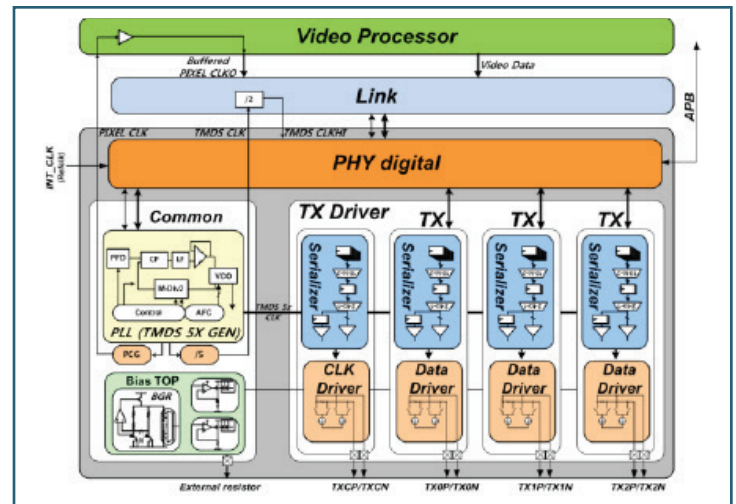 Video Processor
Buffered
PIXEL CLKO
Video Data
/2
Link
APB
PIXEL CLK
TMDS CLK
TMDS CLKHI
INT_CLK
(Refclk)
PHY digital
Common
TX Driver
TX
TX
TX
PFD
CP
LF
VCO
M-Div2
Control
AFC
PLL (TMDS 5X GEN)
TMDS 5x
CLK
Serializer
Serializer
Serializer
Serializer
PCG
/5
Bias TOP
BGR
CLK
Driver
Data
Driver
Data
Driver
Data
Driver
External resistor
TXCP/TXCN
TX0P/TX0N
TX1P/TX1N
TX2P/TX2N